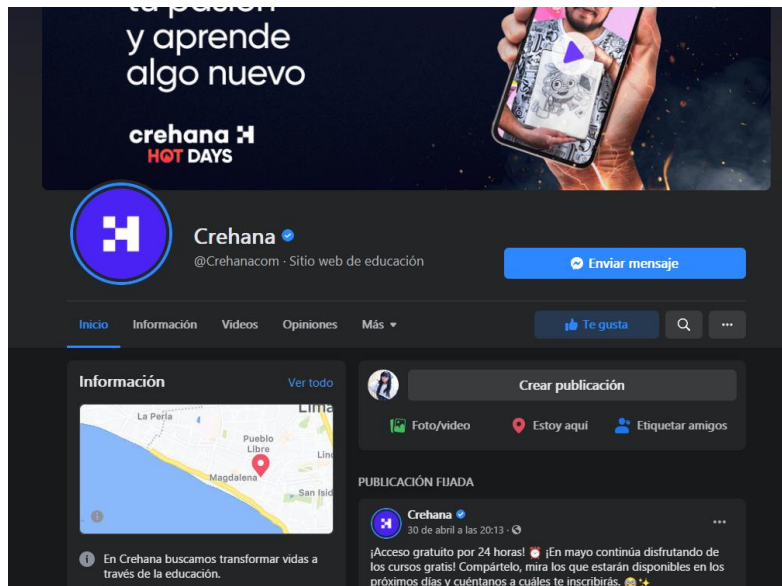 tu pasión
y aprende
algo nuevo
crehana
HOT DAYS
Crehana
@Crehanacom · Sitio web de educación
Enviar mensaje
Inicio Información Videos Opiniones Más
Te gusta
Información Ver todo
Crear publicación
Foto/video Estoy aquí Etiquetar amigos
La Perla
Lima
Pueblo
Libre
Magdalena
San Isid
PUBLICACIÓN FIJADA
Crehana
30 de abril a las 20:13 ·
¡Acceso gratuito por 24 horas! ¡En mayo continúa disfrutando de
los cursos gratis! Compártelo, mira los que estarán disponibles en los
próximos días y cuéntanos a cuáles te inscribirás.
En Crehana buscamos transformar vidas a
través de la educación.